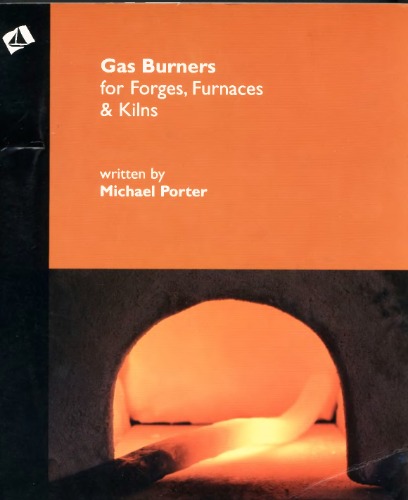 Gas Burners
for Forges, Furnaces
& Kilns
written by
Michael Porter